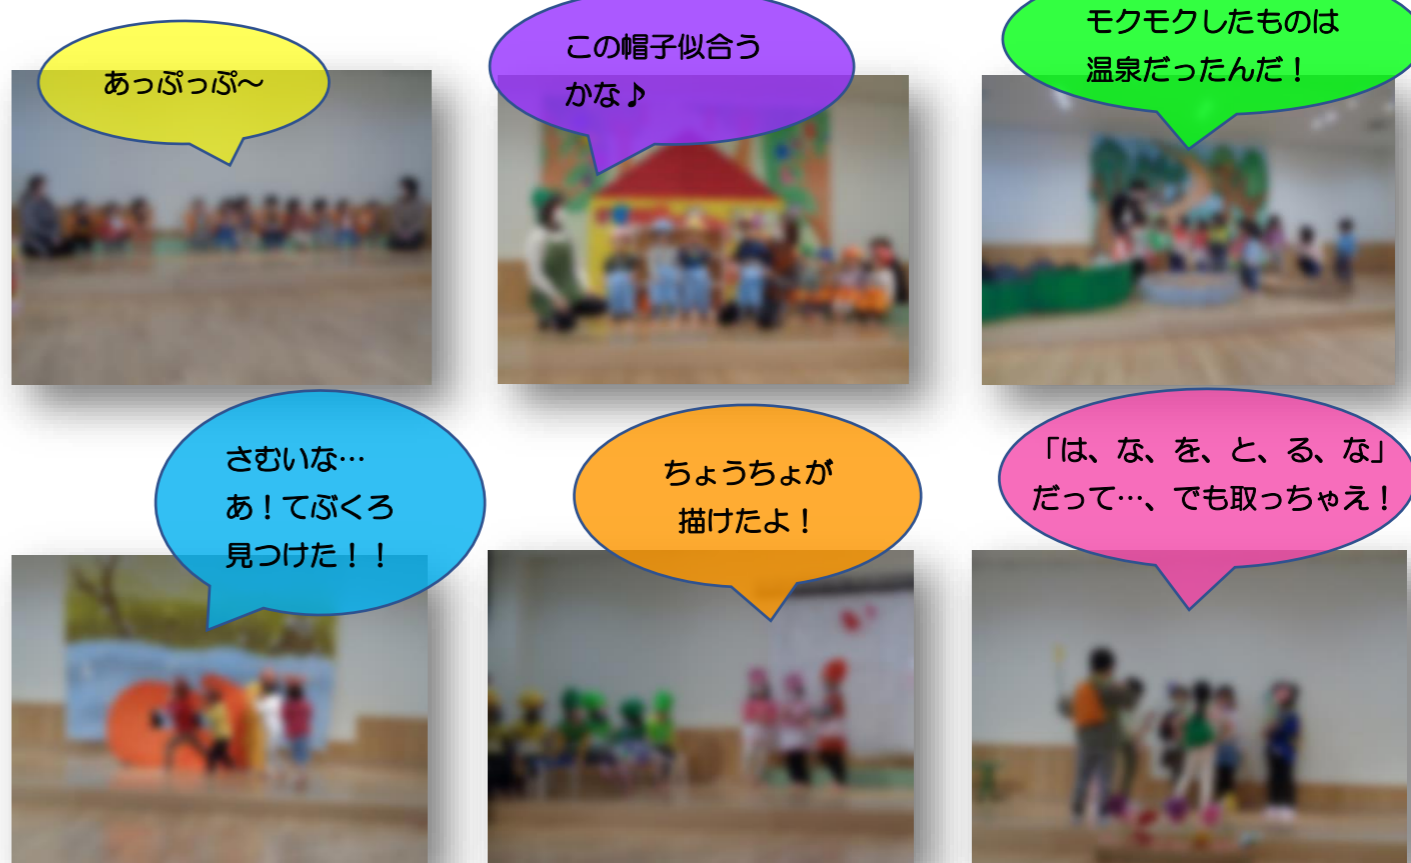 あっぷっぷ～
この帽子似合う
かな♪
モクモクしたものは
温泉だったんだ！
さむいな…
あ！てぶくろ
見つけた！！
ちょうちょが
描けたよ！
「は、な、を、と、る、な」
だって…、でも取っちゃえ！